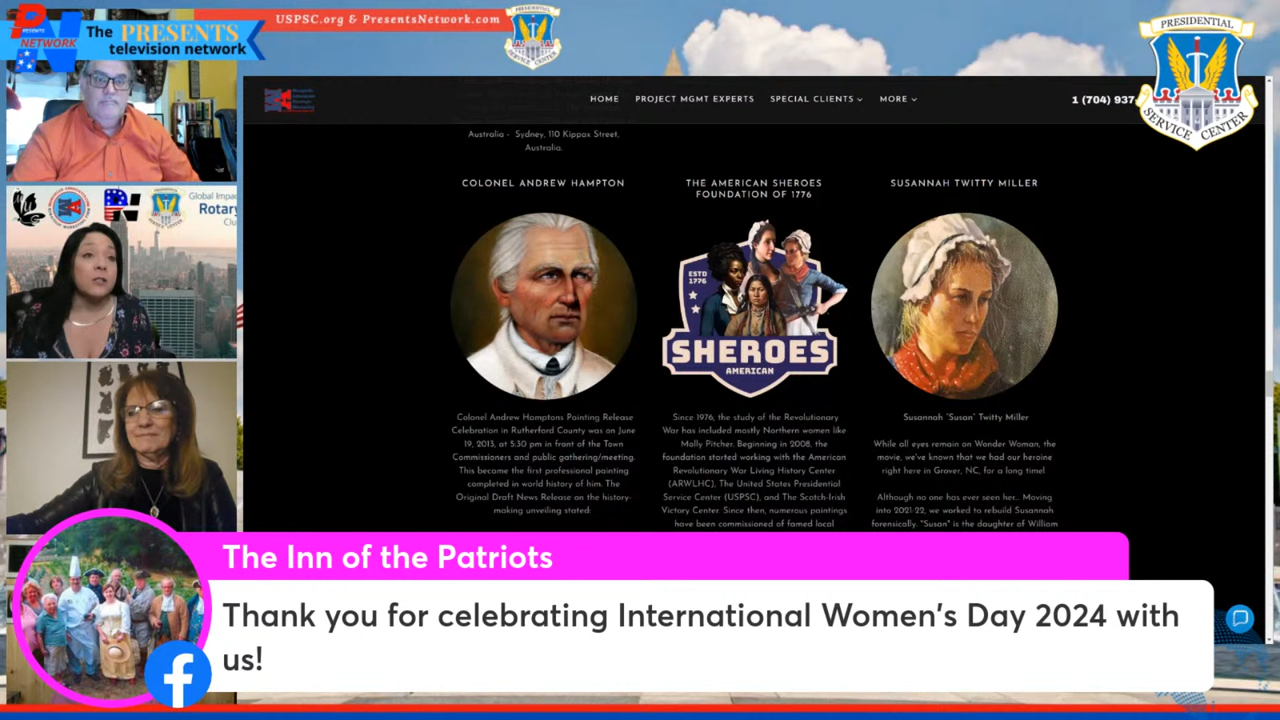 PRESENTS
NETWORK
The PRESENTS
television network
USPSC.org & PresentsNetwork.com
PRESIDENTIAL
SERVICE CENTER
HOME
PROJECT MGMT EXPERTS
SPECIAL CLIENTS
MORE
1 (704) 937
Australia - Sydney, 110 Kippax Street,
Australia.
COLONEL ANDREW HAMPTON
THE AMERICAN SHEROES
FOUNDATION OF 1776
SUSANNAH TWITTY MILLER
Global Impa
Rotary
Clu
ESTD
1776
SHEROES
AMERICAN
Colonel Andrew Hamptons Painting Release
Celebration in Rutherford County was on June
19, 2013, at 5:30 pm in front of the Town
Commissioners and public gathering/meeting.
This became the first professional painting
completed in world history of him. The
Original Draft News Release on the history-
making unveiling stated:
Since 1976, the study of the Revolutionary
War has included mostly Northern women like
Molly Pitcher. Beginning in 2008, the
foundation started working with the American
Revolutionary War Living History Center
(ARWLHC), The United States Presidential
Service Center (USPSC), and The Scotch-Irish
Victory Center. Since then, numerous paintings
have been commissioned of famed local
Susannah "Susan" Twitty Miller
While all eyes remain on Wonder Woman, the
movie, we've known that we had our heroine
right here in Grover, NC, for a long time!
Although no one has ever seen her... Moving
into 2021-22, we worked to rebuild Susannah
forensically. "Susan" is the daughter of William
The Inn of the Patriots
Thank you for celebrating International Women's Day 2024 with
us!